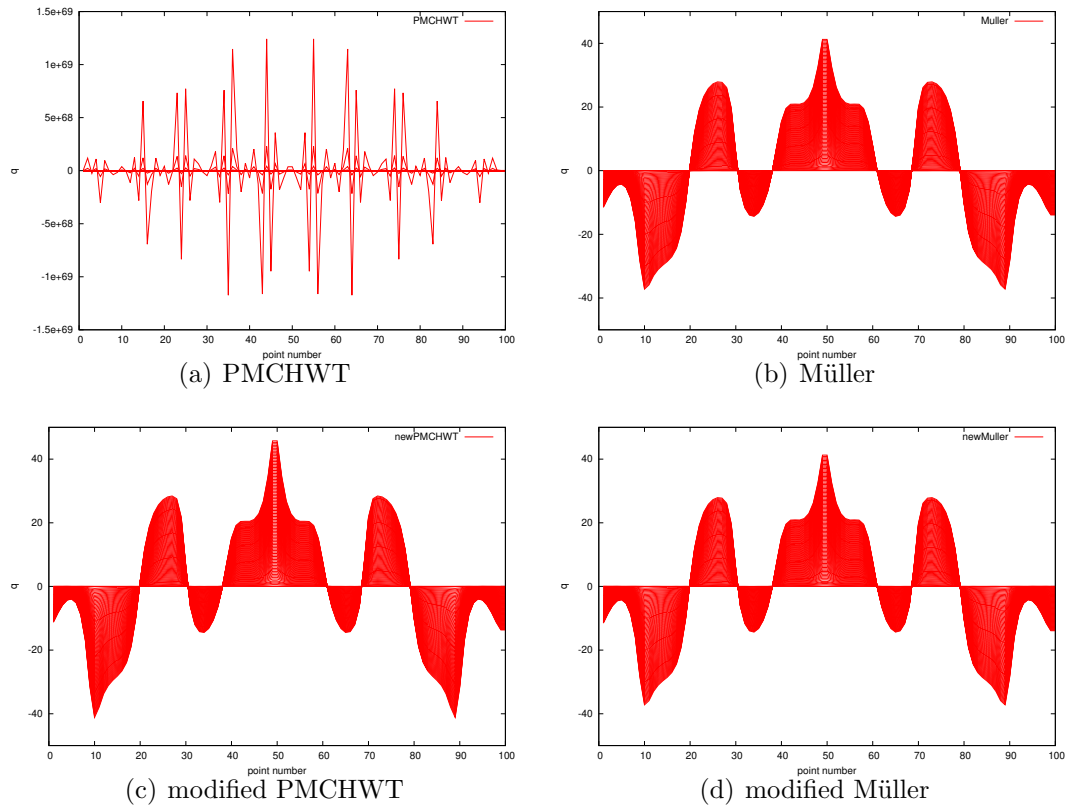 1.5e+69
PMCHWT
1e+69
5e+68
0
-5e+68
-1e+69
-1.5e+69
q
0 10 20 30 40 50 60 70 80 90 100
point number
(a) PMCHWT
Muller
40
20
0
-20
-40
q
0 10 20 30 40 50 60 70 80 90 100
point number
(b) Müller
newPMCHWT
40
20
0
-20
-40
q
0 10 20 30 40 50 60 70 80 90 100
point number
(c) modified PMCHWT
newMuller
40
20
0
-20
-40
q
0 10 20 30 40 50 60 70 80 90 100
point number
(d) modified Müller